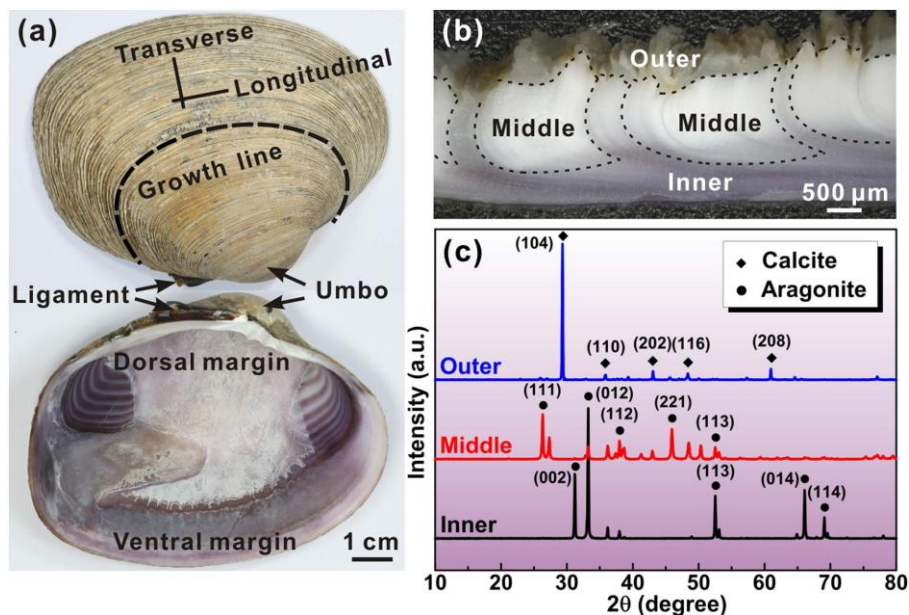 (a)
Transverse
Longitudinal
Growth line
Ligament
Umbo
Dorsal margin
Ventral margin
1 cm
(b)
Outer
Middle
Middle
Inner
500 μm
(c)
Calcite
Aragonite
Intensity (a.u.)
(104)
(110)
(202)
(116)
(208)
Outer
(111)
(012)
(112)
(221)
(113)
Middle
(002)
(113)
(014)
(114)
Inner
10 20 30 40 50 60 70 80
2θ (degree)